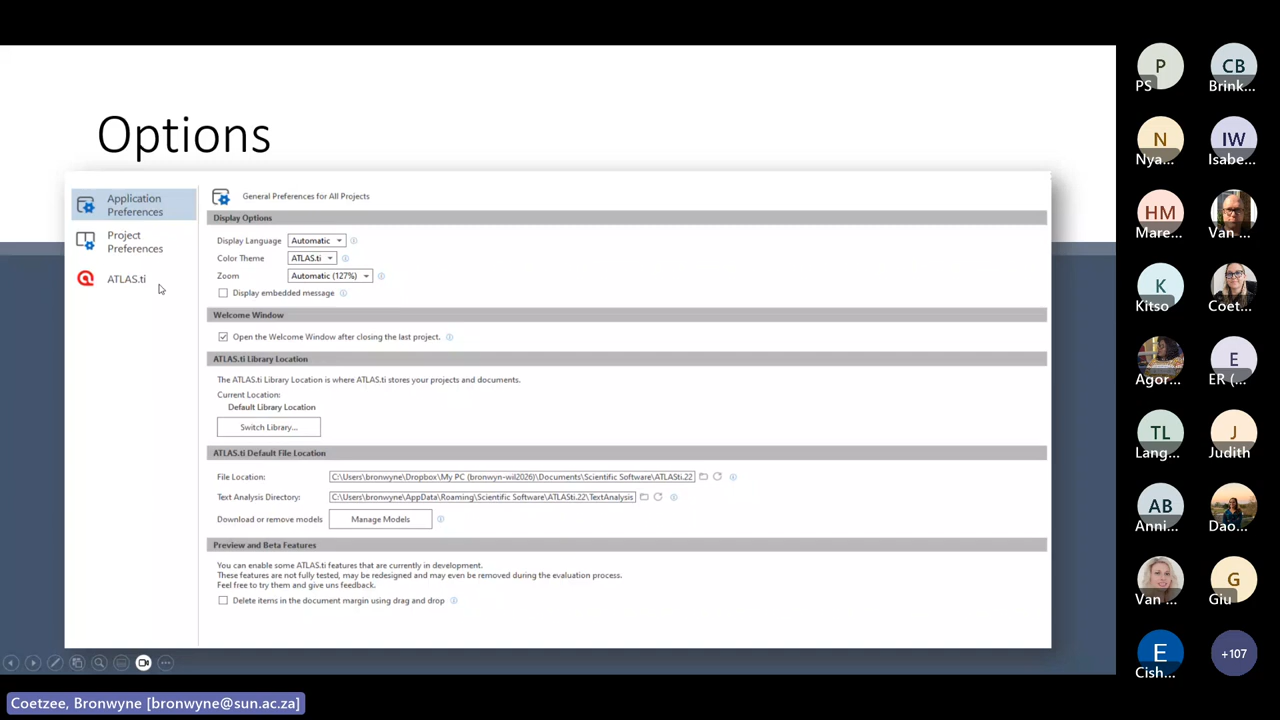 Options
Application
Preferences
Project
Preferences
ATLAS.ti
General Preferences for All Projects
Display Options
Display Language Automatic
Color Theme ATLAS.ti
Zoom Automatic (127%)
Display embedded message
Welcome Window
Open the Welcome Window after closing the last project.
ATLAS.ti Library Location
The ATLAS.ti Library Location is where ATLAS.ti stores your projects and documents.
Current Location:
Default Library Location
Switch Library...
ATLAS.ti Default File Location
File Location: C:\Users\bronwyne\Dropbox\My PC (bronwyn-wil2026)\Documents\Scientific Software\ATLASti.22
Text Analysis Directory: C:\Users\bronwyne\AppData\Roaming\Scientific Software\ATLASti.22\TextAnalysis
Download or remove models Manage Models
Preview and Beta Features
You can enable some ATLAS.ti features that are currently in development.
These features are not fully tested, may be redesigned and may even be removed during the evaluation process.
Feel free to try them and give uns feedback.
Delete items in the document margin using drag and drop
P CB
PS Brink...
N IW
Nya... Isabe...
HM
Mare... Van ...
K
Kitso Coet...
E
Agor... ER (...
TL J
Lang... Judith
AB
Anni... Dao...
G
Van ... Giu
E +107
Cish...
Coetzee, Bronwyne [bronwyne@sun.ac.za]